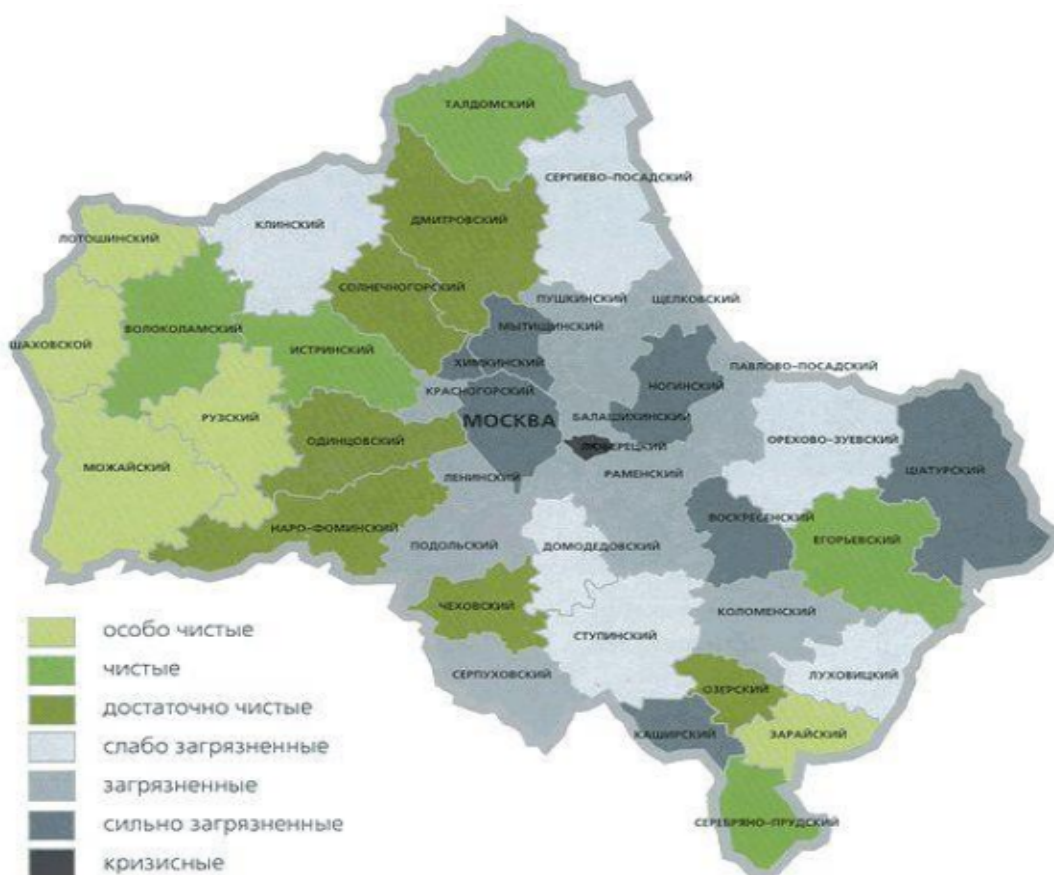 ТАЛДОМСКИЙ
СЕРГИЕВО-ПОСАДСКИЙ
КЛИНСКИЙ
ДМИТРОВСКИЙ
ЛОТОШИНСКИЙ
СОЛНЕЧНОГОРСКИЙ
ПУШКИНСКИЙ
ЩЕЛКОВСКИЙ
ВОЛОКОЛАМСКИЙ
МЫТИЩИНСКИЙ
ШАХОВСКОЙ
ИСТРИНСКИЙ
ХИМКИНСКИЙ
ПАВЛОВО-ПОСАДСКИЙ
НОГИНСКИЙ
КРАСНОГОРСКИЙ
РУЗСКИЙ
МОСКВА
БАЛАШИХИНСКИЙ
ОДИНЦОВСКИЙ
ЛЮБЕРЕЦКИЙ
ОРЕХОВО-ЗУЕВСКИЙ
МОЖАЙСКИЙ
ЛЕНИНСКИЙ
РАМЕНСКИЙ
ШАТУРСКИЙ
НАРО-ФОМИНСКИЙ
ВОСКРЕСЕНСКИЙ
ПОДОЛЬСКИЙ
ДОМОДЕДОВСКИЙ
ЕГОРЬЕВСКИЙ
ЧЕХОВСКИЙ
КОЛОМЕНСКИЙ
СТУПИНСКИЙ
СЕРПУХОВСКИЙ
ЛУХОВИЦКИЙ
ОЗЕРСКИЙ
КАШИРСКИЙ
ЗАРАЙСКИЙ
СЕРЕБРЯНО-ПРУДСКИЙ
особо чистые
чистые
достаточно чистые
слабо загрязненные
загрязненные
сильно загрязненные
кризисные